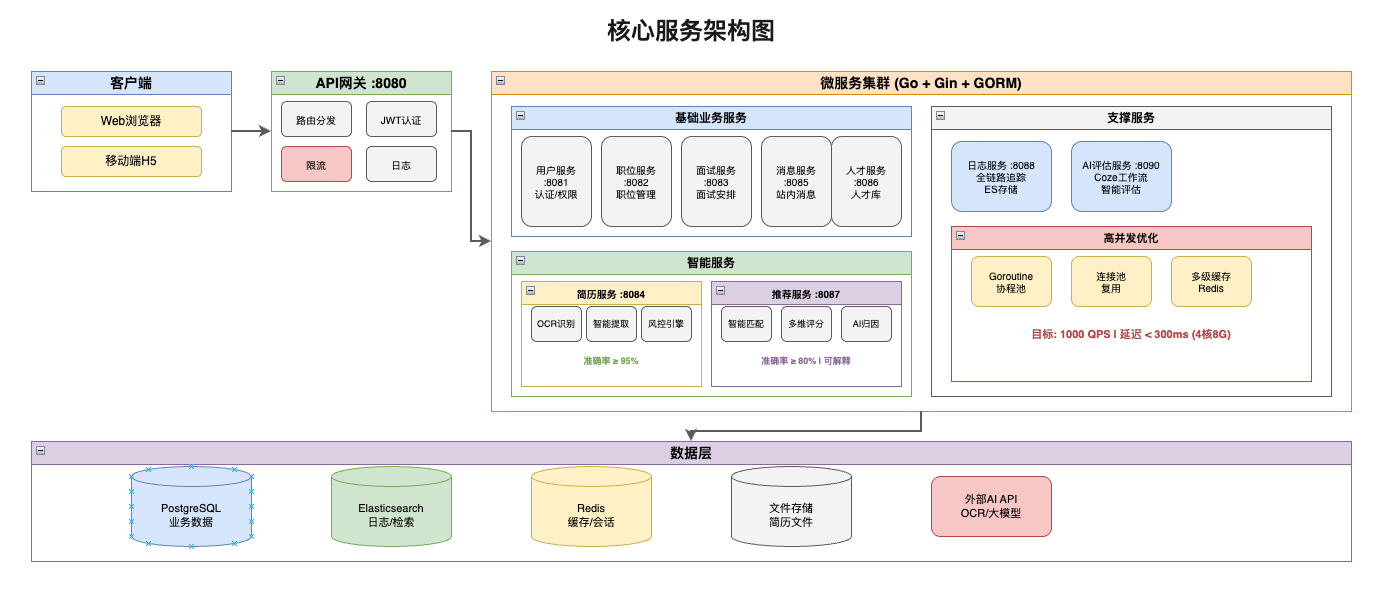 核心服务架构图
客户端
Web浏览器
移动端H5
API网关 :8080
路由分发
JWT认证
限流
日志
微服务集群 (Go + Gin + GORM)
基础业务服务
用户服务
:8081
认证/权限
职位服务
:8082
职位管理
面试服务
:8083
面试安排
消息服务
:8085
站内消息
人才服务
:8086
人才库
智能服务
简历服务 :8084
OCR识别
智能提取
风控引擎
准确率 ≥ 95%
推荐服务 :8087
智能匹配
多维评分
AI归因
准确率 ≥ 80% | 可解释
支撑服务
日志服务 :8088
全链路追踪
ES存储
AI评估服务 :8090
Coze工作流
智能评估
高并发优化
Goroutine
协程池
连接池
复用
多级缓存
Redis
目标: 1000 QPS | 延迟 < 300ms (4核8G)
数据层
PostgreSQL
业务数据
Elasticsearch
日志/检索
Redis
缓存/会话
文件存储
简历文件
外部AI API
OCR/大模型